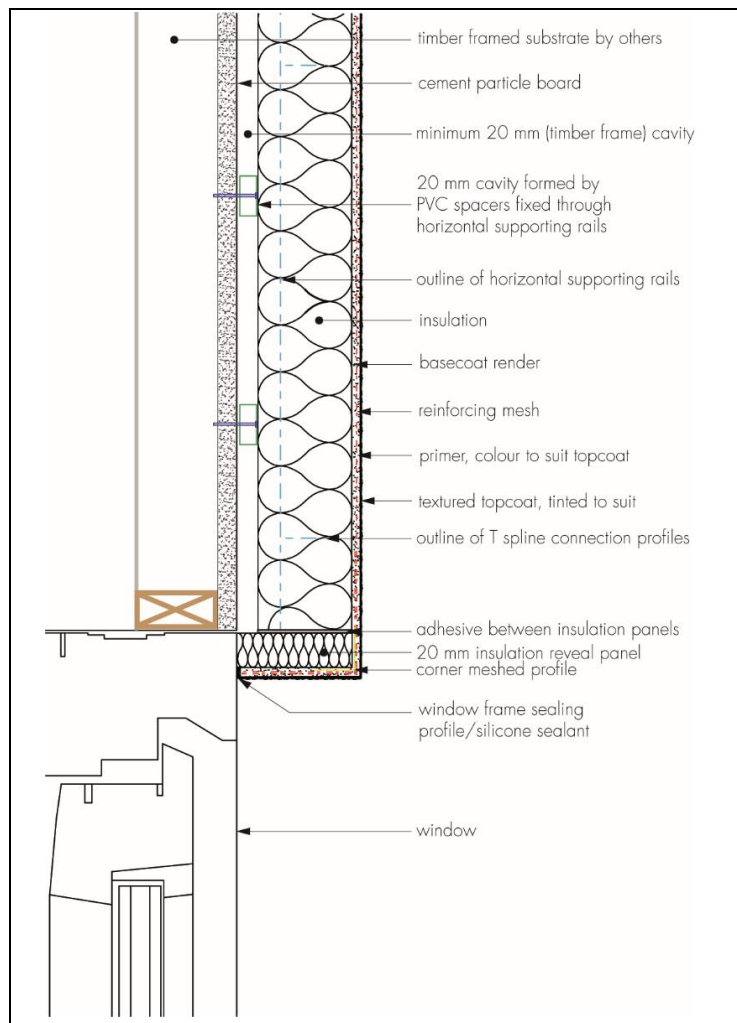 timber framed substrate by others
cement particle board
minimum 20 mm (timber frame) cavity
20 mm cavity formed by
PVC spacers fixed through
horizontal supporting rails
outline of horizontal supporting rails
insulation
basecoat render
reinforcing mesh
primer, colour to suit topcoat
textured topcoat, tinted to suit
outline of T spline connection profiles
adhesive between insulation panels
20 mm insulation reveal panel
corner meshed profile
window frame sealing
profile/silicone sealant
window